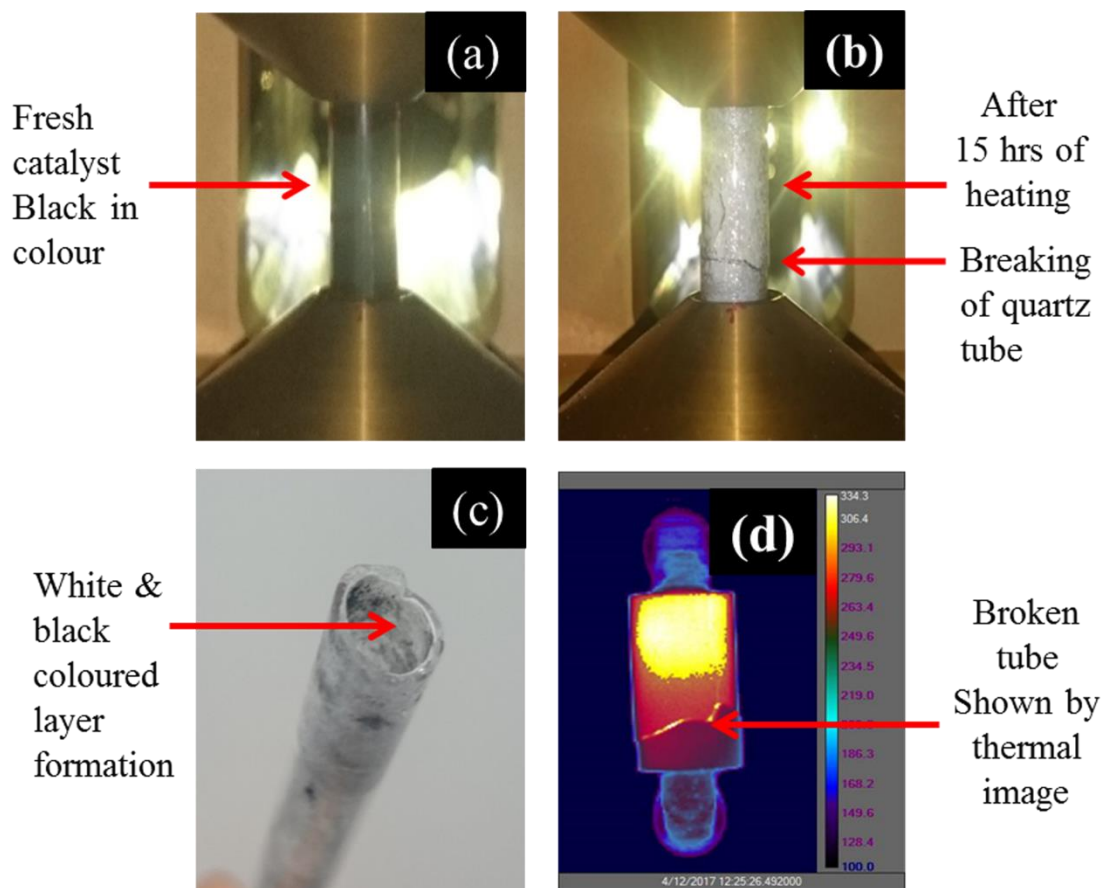 (a)
Fresh
catalyst
Black in
colour
(b)
After
15 hrs of
heating
Breaking
of quartz
tube
(c)
White &
black
coloured
layer
formation
(d)
334.3
306.4
293.1
279.6
263.4
249.6
234.5
219.0
186.3
168.2
149.6
128.4
100.0
4/12/2017 12:25:26.492000
Broken
tube
Shown by
thermal
image